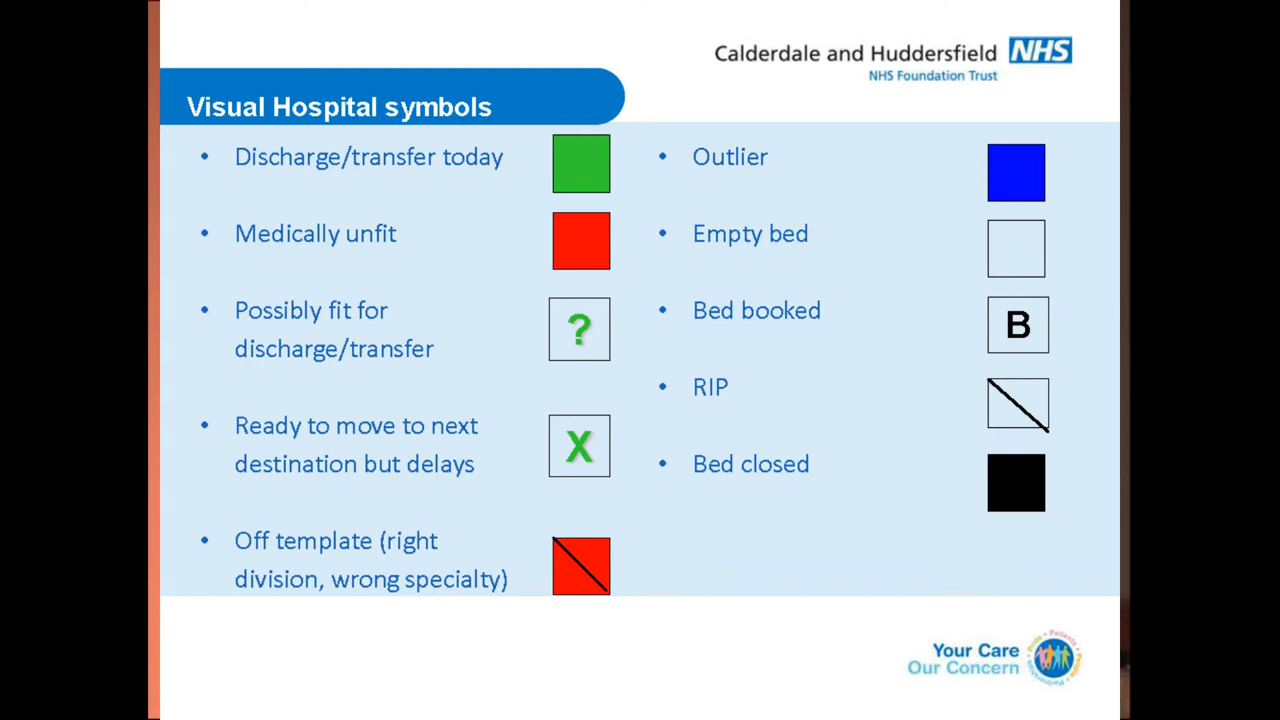 Calderdale and Huddersfield NHS
NHS Foundation Trust
Visual Hospital symbols
• Discharge/transfer today
• Medically unfit
• Possibly fit for
discharge/transfer
?
• Ready to move to next
destination but delays
X
• Off template (right
division, wrong specialty)
• Outlier
• Empty bed
• Bed booked
B
• RIP
• Bed closed
Your Care
Our Concern